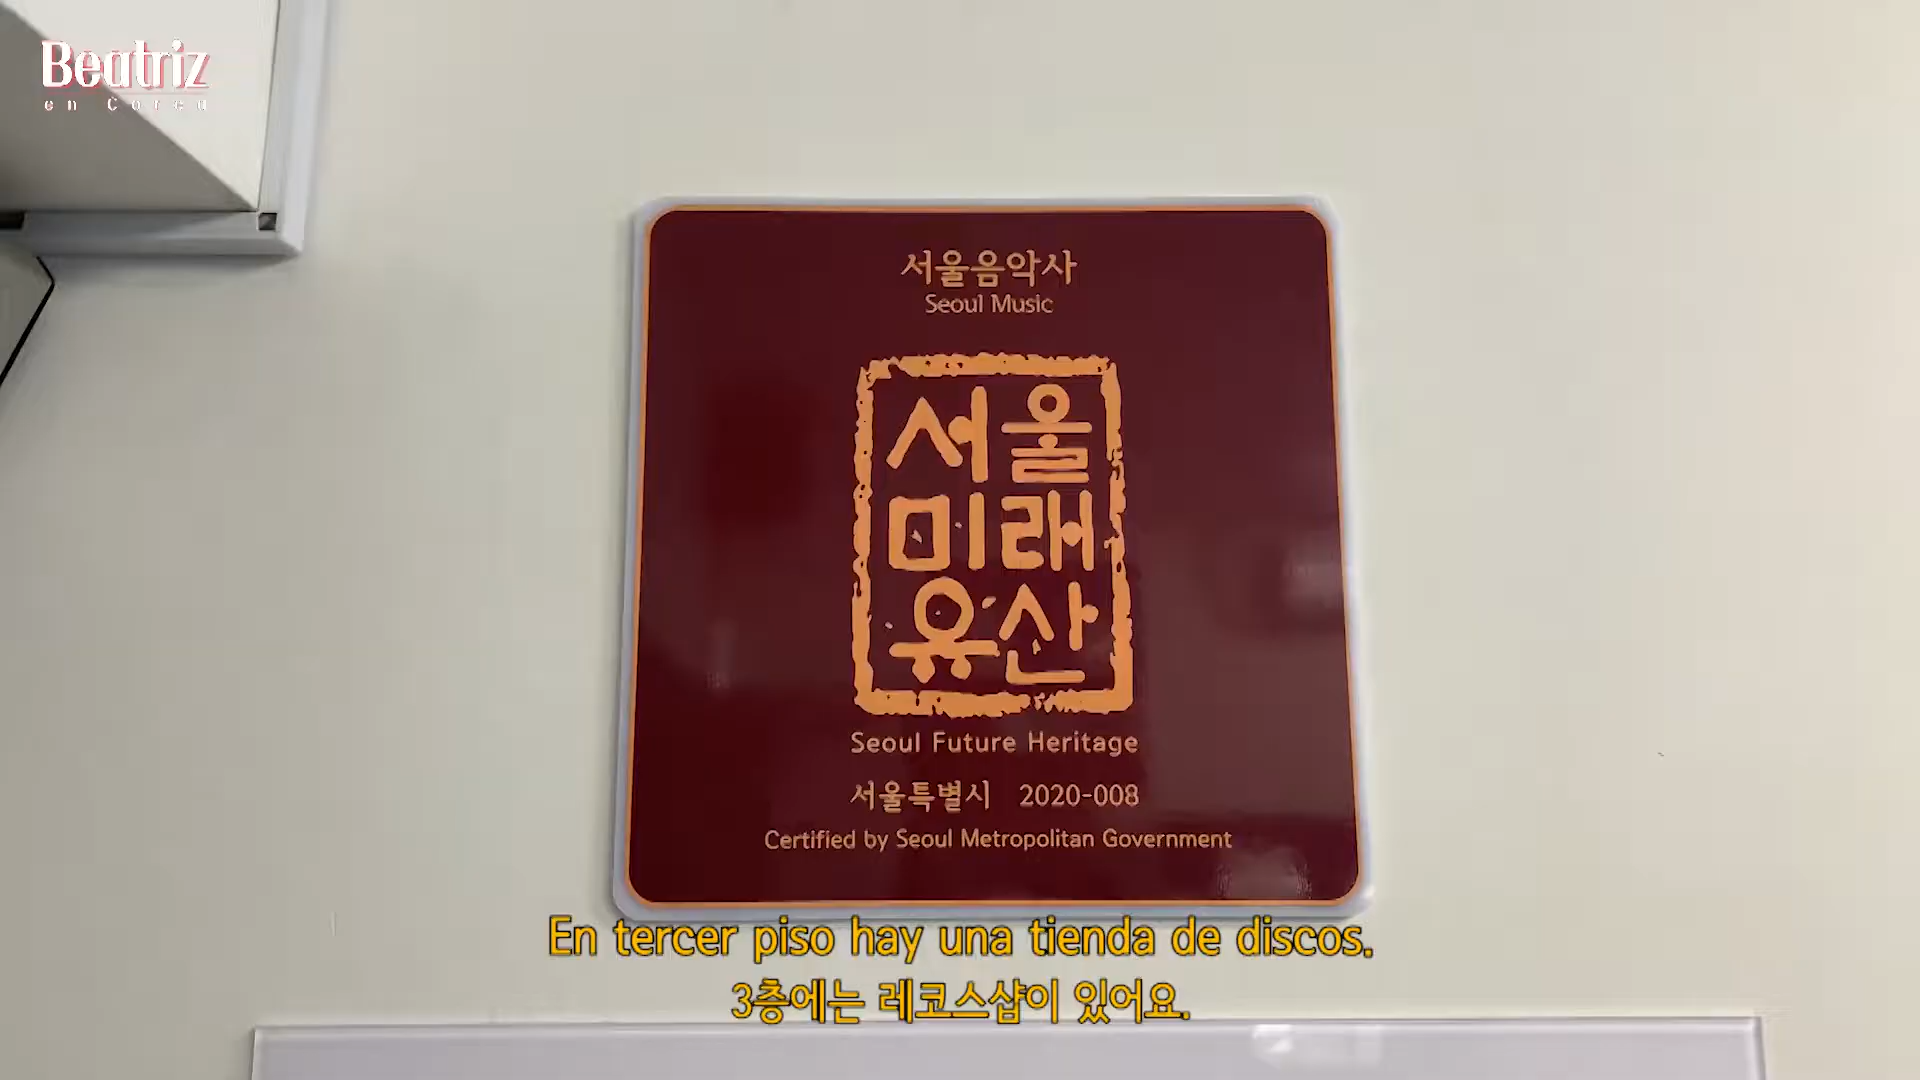 Beatriz
en Corea
서울음악사
Seoul Music
서울
미래
유산
Seoul Future Heritage
서울특별시 2020-008
Certified by Seoul Metropolitan Government
En tercer piso hay una tienda de discos.
3층에는 레코스샵이 있어요.